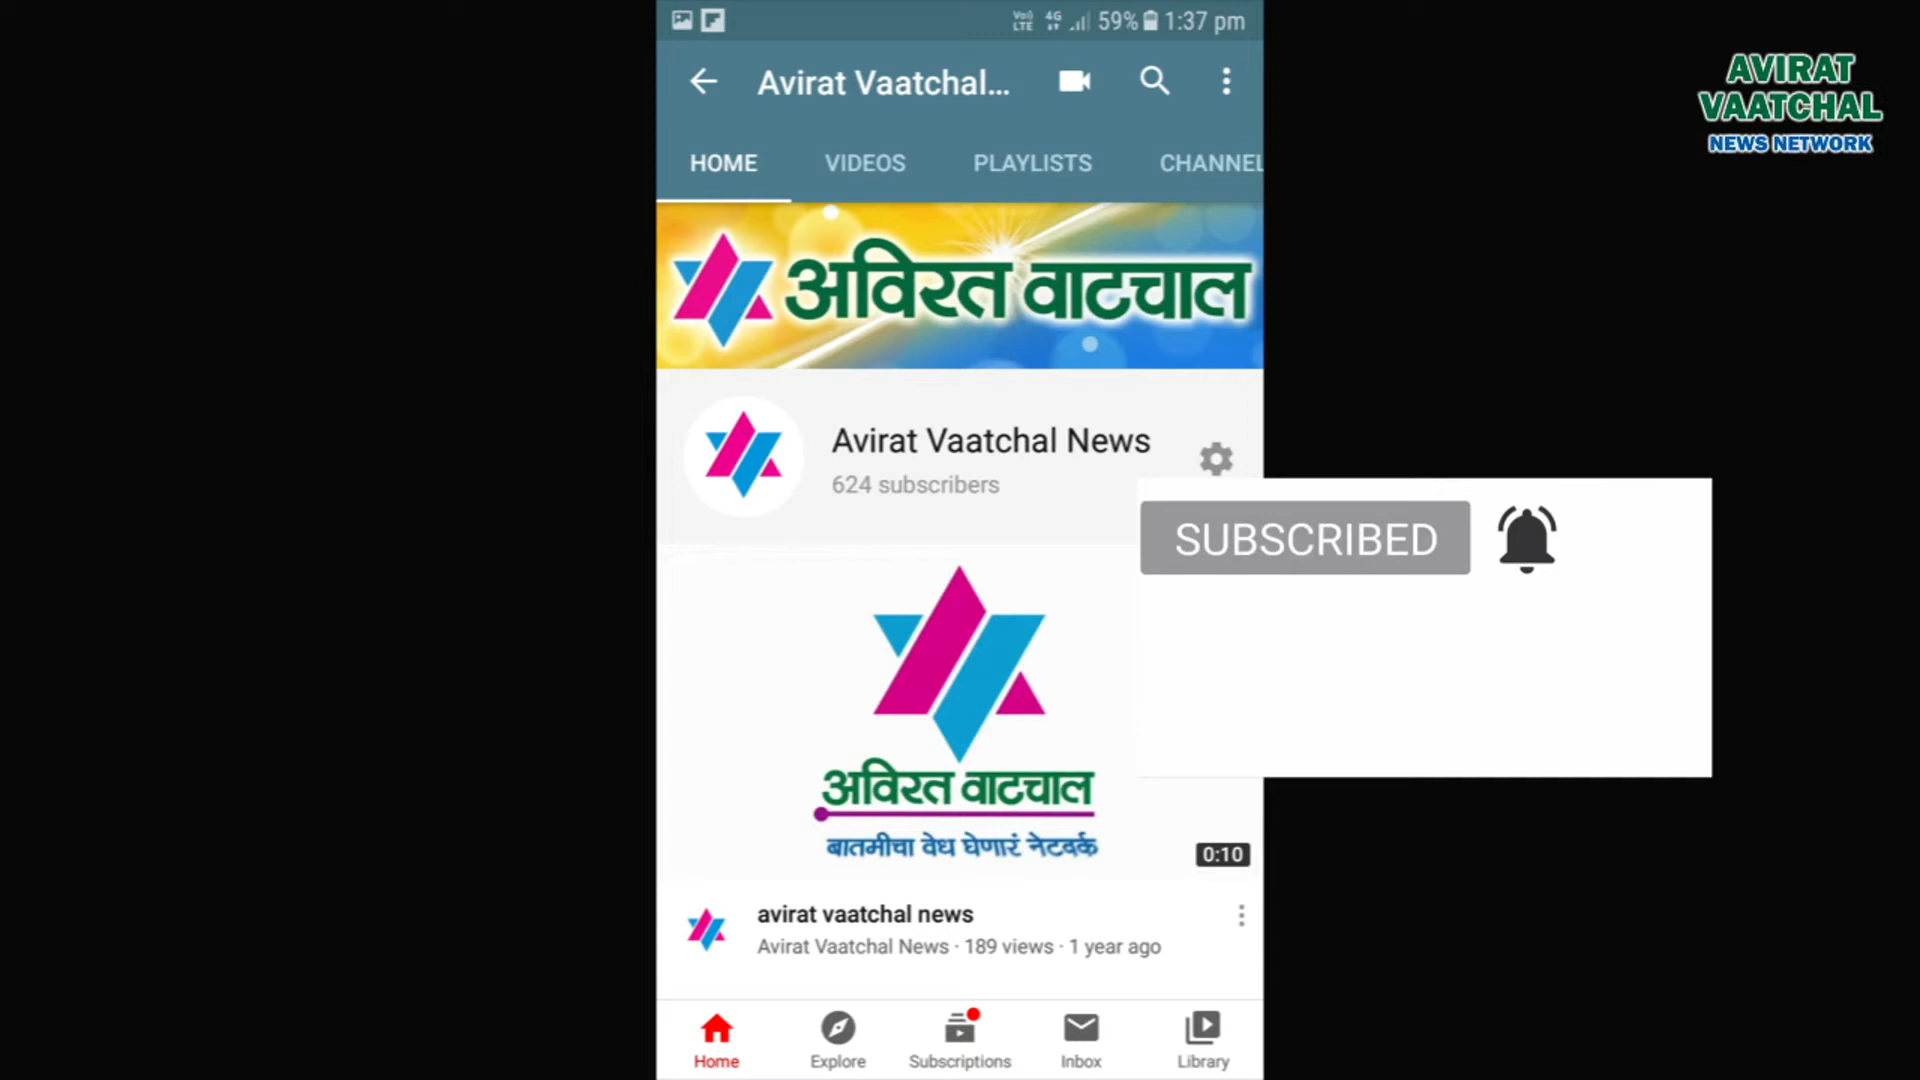 Vo) LTE 4G 59% 1:37 pm
AVIRAT
VAATCHAL
NEWS NETWORK
Avirat Vaatchal...
HOME VIDEOS PLAYLISTS CHANNEL
अविरत वाटचाल
Avirat Vaatchal News
624 subscribers
SUBSCRIBED
अविरत वाटचाल
बातमीचा वेध घेणारं नेटवर्क
0:10
avirat vaatchal news
Avirat Vaatchal News · 189 views · 1 year ago
Home Explore Subscriptions Inbox Library